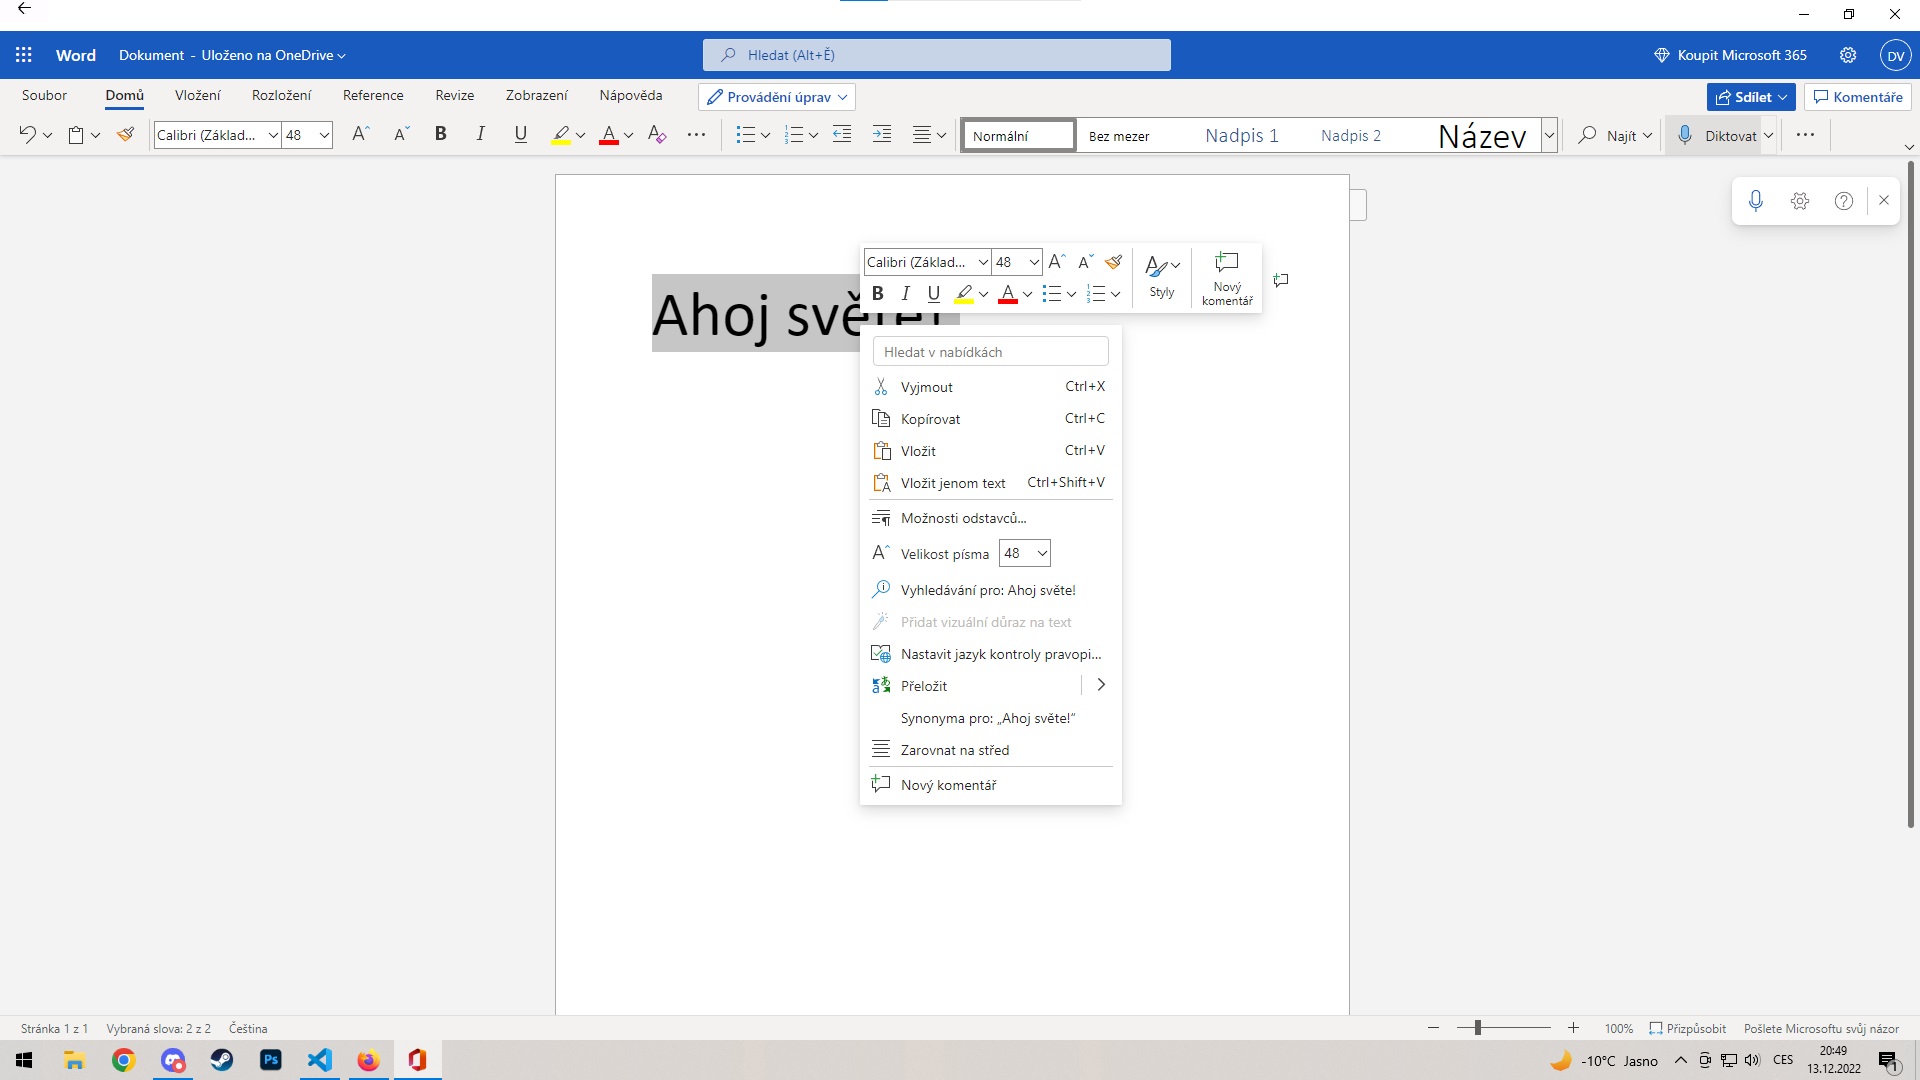 Word Dokument - Uloženo na OneDrive Hledat (Alt+Ě) Koupit Microsoft 365 DV
Soubor Domů Vložení Rozložení Reference Revize Zobrazení Nápověda Provádění úprav Sdílet Komentáře
Calibri (Základ... 48 Normální Bez mezer Nadpis 1 Nadpis 2 Název Najít Diktovat
Calibri (Základ... 48
Styly
Nový
komentář
Ahoj světe!
Hledat v nabídkách
Vyjmout Ctrl+X
Kopírovat Ctrl+C
Vložit Ctrl+V
Vložit jenom text Ctrl+Shift+V
Možnosti odstavců...
Velikost písma 48
Vyhledávání pro: Ahoj světe!
Přidat vizuální důraz na text
Nastavit jazyk kontroly pravopi...
Přeložit
Synonyma pro: „Ahoj světe!“
Zarovnat na střed
Nový komentář
Stránka 1 z 1 Vybraná slova: 2 z 2 Čeština 100% Přizpůsobit Pošlete Microsoftu svůj názor
Ps -10°C Jasno CES 20:49
13.12.2022 1